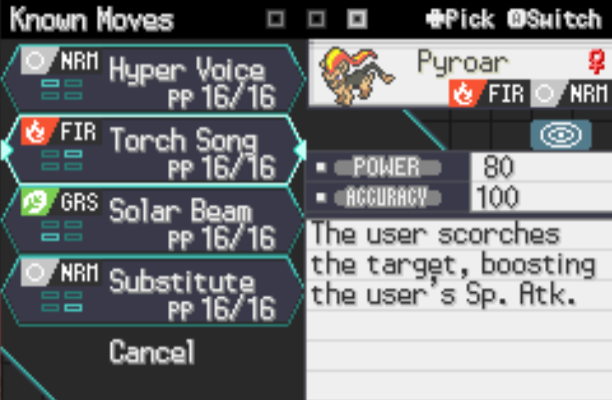 Known Moves
Pick Switch
NRM Hyper Voice
PP 16/16
FIR Torch Song
PP 16/16
GRS Solar Beam
PP 16/16
NRM Substitute
PP 16/16
Cancel
Pyroar ♀
FIR NRM
POWER 80
ACCURACY 100
The user scorches
the target, boosting
the user's Sp. Atk.